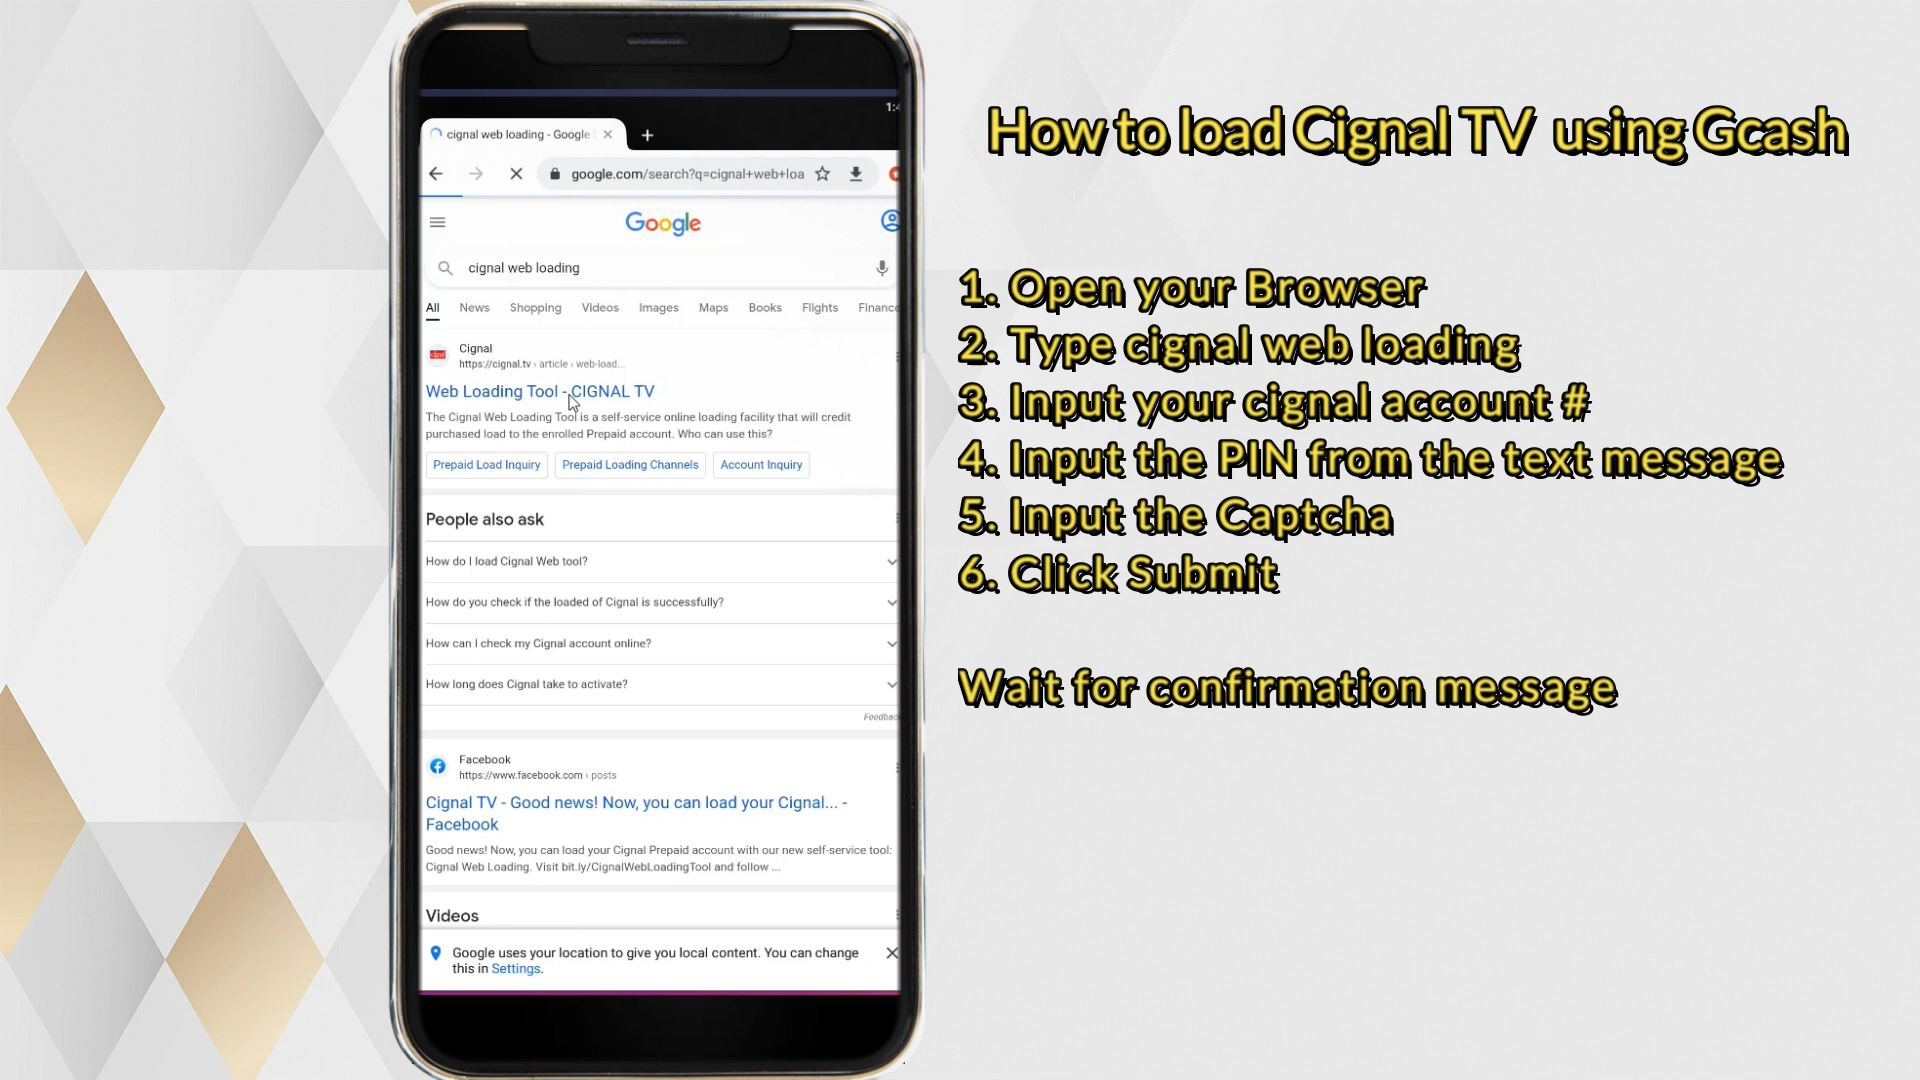 1:4
cignal web loading - Google
google.com/search?q=cignal+web+loa
Google
cignal web loading
All News Shopping Videos Images Maps Books Flights Finance
Cignal
https://cignal.tv › article › web-load...
Web Loading Tool - CIGNAL TV
The Cignal Web Loading Tool is a self-service online loading facility that will credit
purchased load to the enrolled Prepaid account. Who can use this?
Prepaid Load Inquiry Prepaid Loading Channels Account Inquiry
People also ask
How do I load Cignal Web tool?
How do you check if the loaded of Cignal is successfully?
How can I check my Cignal account online?
How long does Cignal take to activate?
Feedbac
Facebook
https://www.facebook.com › posts
Cignal TV - Good news! Now, you can load your Cignal... -
Facebook
Good news! Now, you can load your Cignal Prepaid account with our new self-service tool:
Cignal Web Loading. Visit bit.ly/CignalWebLoadingTool and follow ...
Videos
Google uses your location to give you local content. You can change
this in Settings.
How to load Cignal TV using Gcash
1. Open your Browser
2. Type cignal web loading
3. Input your cignal account #
4. Input the PIN from the text message
5. Input the Captcha
6. Click Submit
Wait for confirmation message